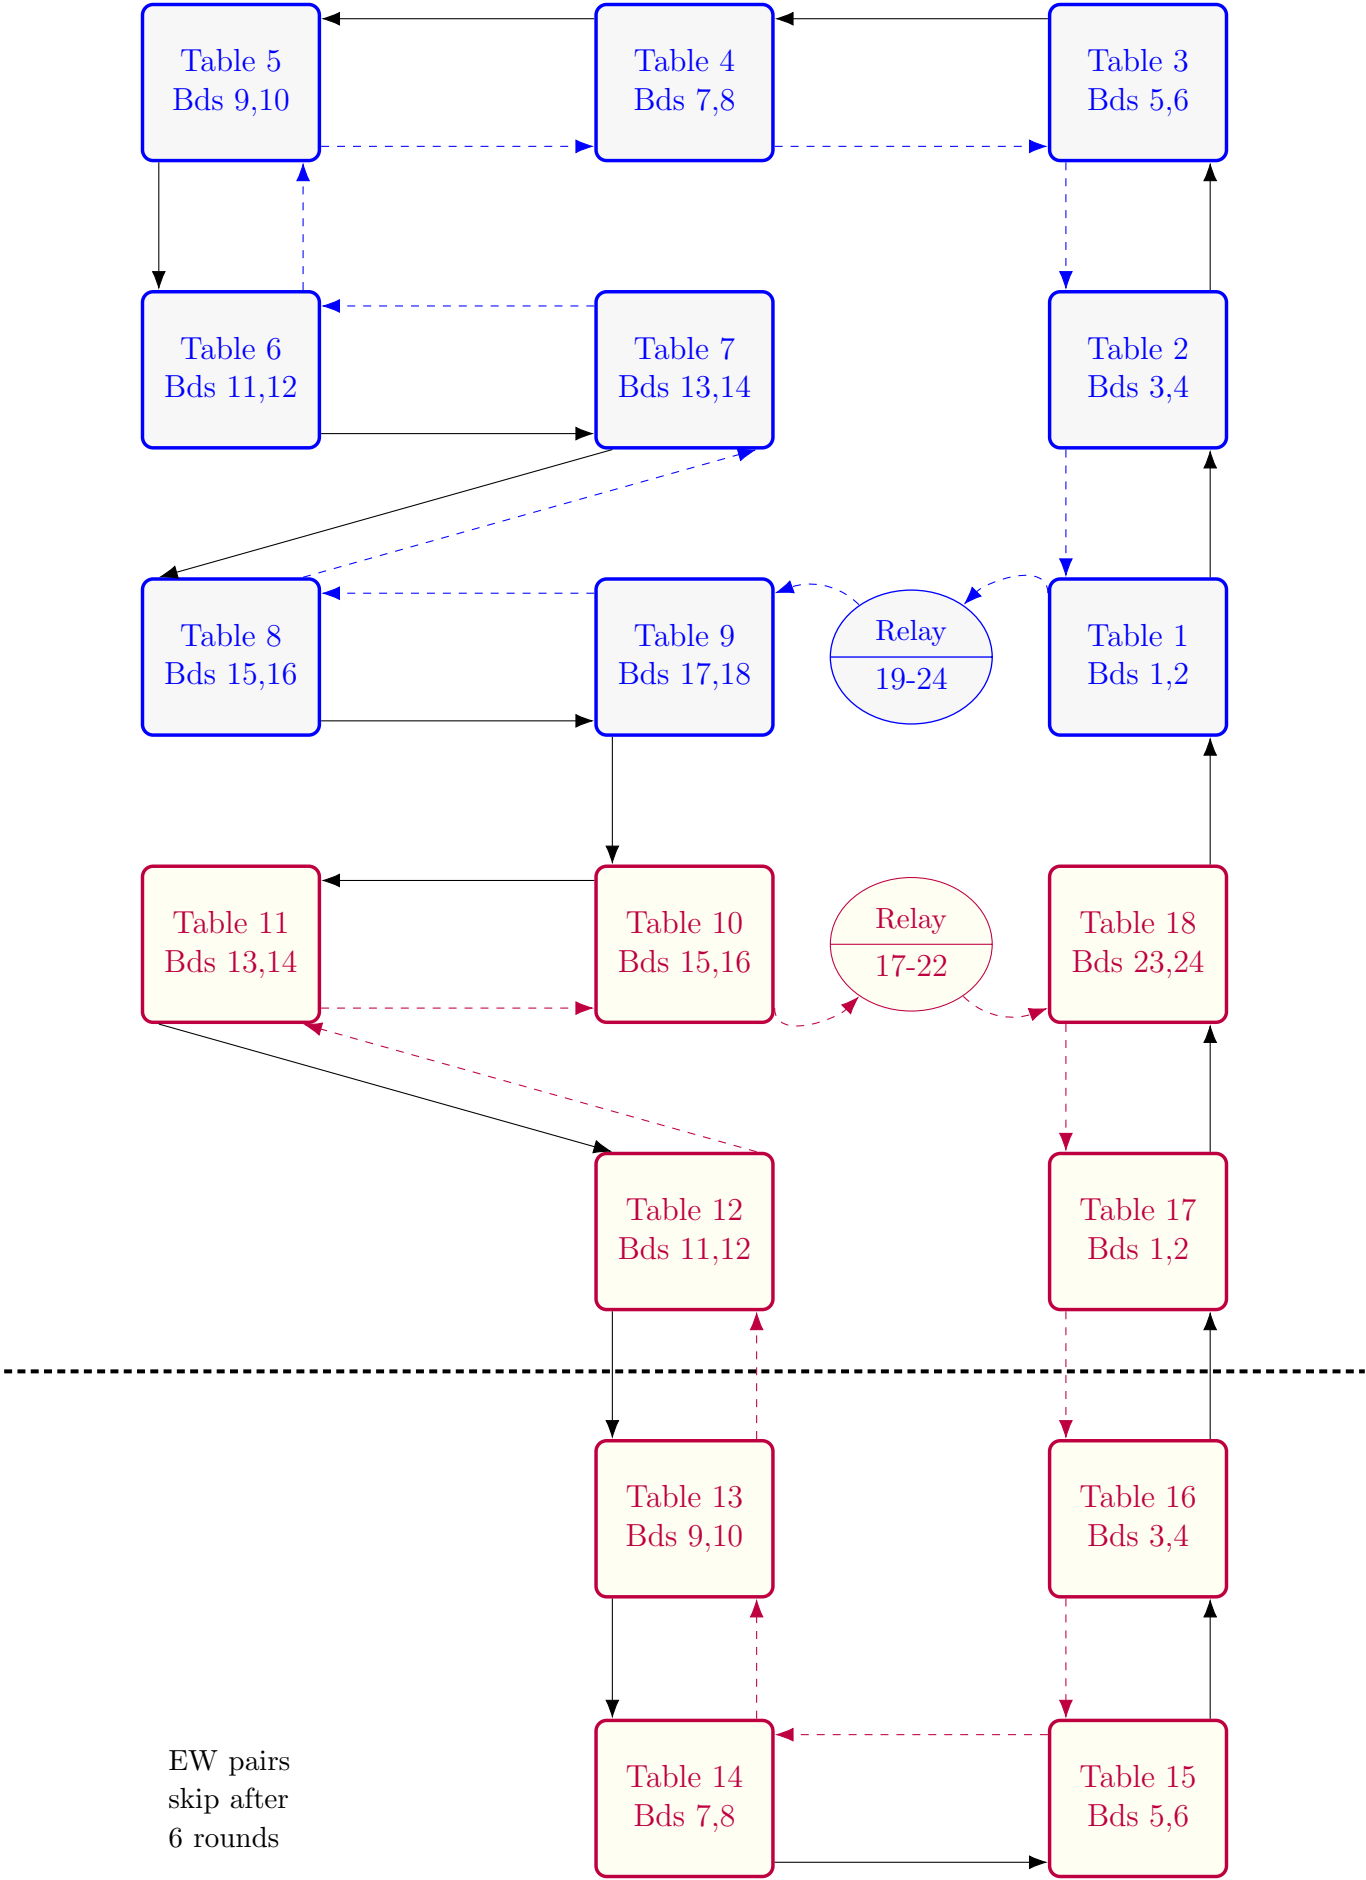 Table 5
Bds 9,10
Table 4
Bds 7,8
Table 3
Bds 5,6
Table 6
Bds 11,12
Table 7
Bds 13,14
Table 2
Bds 3,4
Table 8
Bds 15,16
Table 9
Bds 17,18
Relay
19-24
Table 1
Bds 1,2
Table 11
Bds 13,14
Table 10
Bds 15,16
Relay
17-22
Table 18
Bds 23,24
Table 12
Bds 11,12
Table 17
Bds 1,2
Table 13
Bds 9,10
Table 16
Bds 3,4
EW pairs
skip after
6 rounds
Table 14
Bds 7,8
Table 15
Bds 5,6